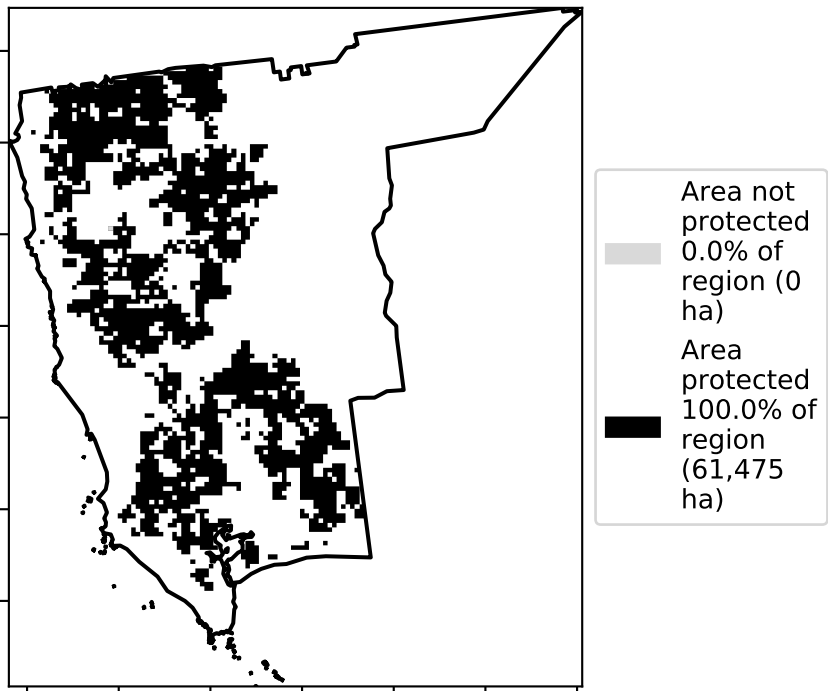 Area not
protected
0.0% of
region (0
ha)
Area
protected
100.0% of
region
(61,475
ha)